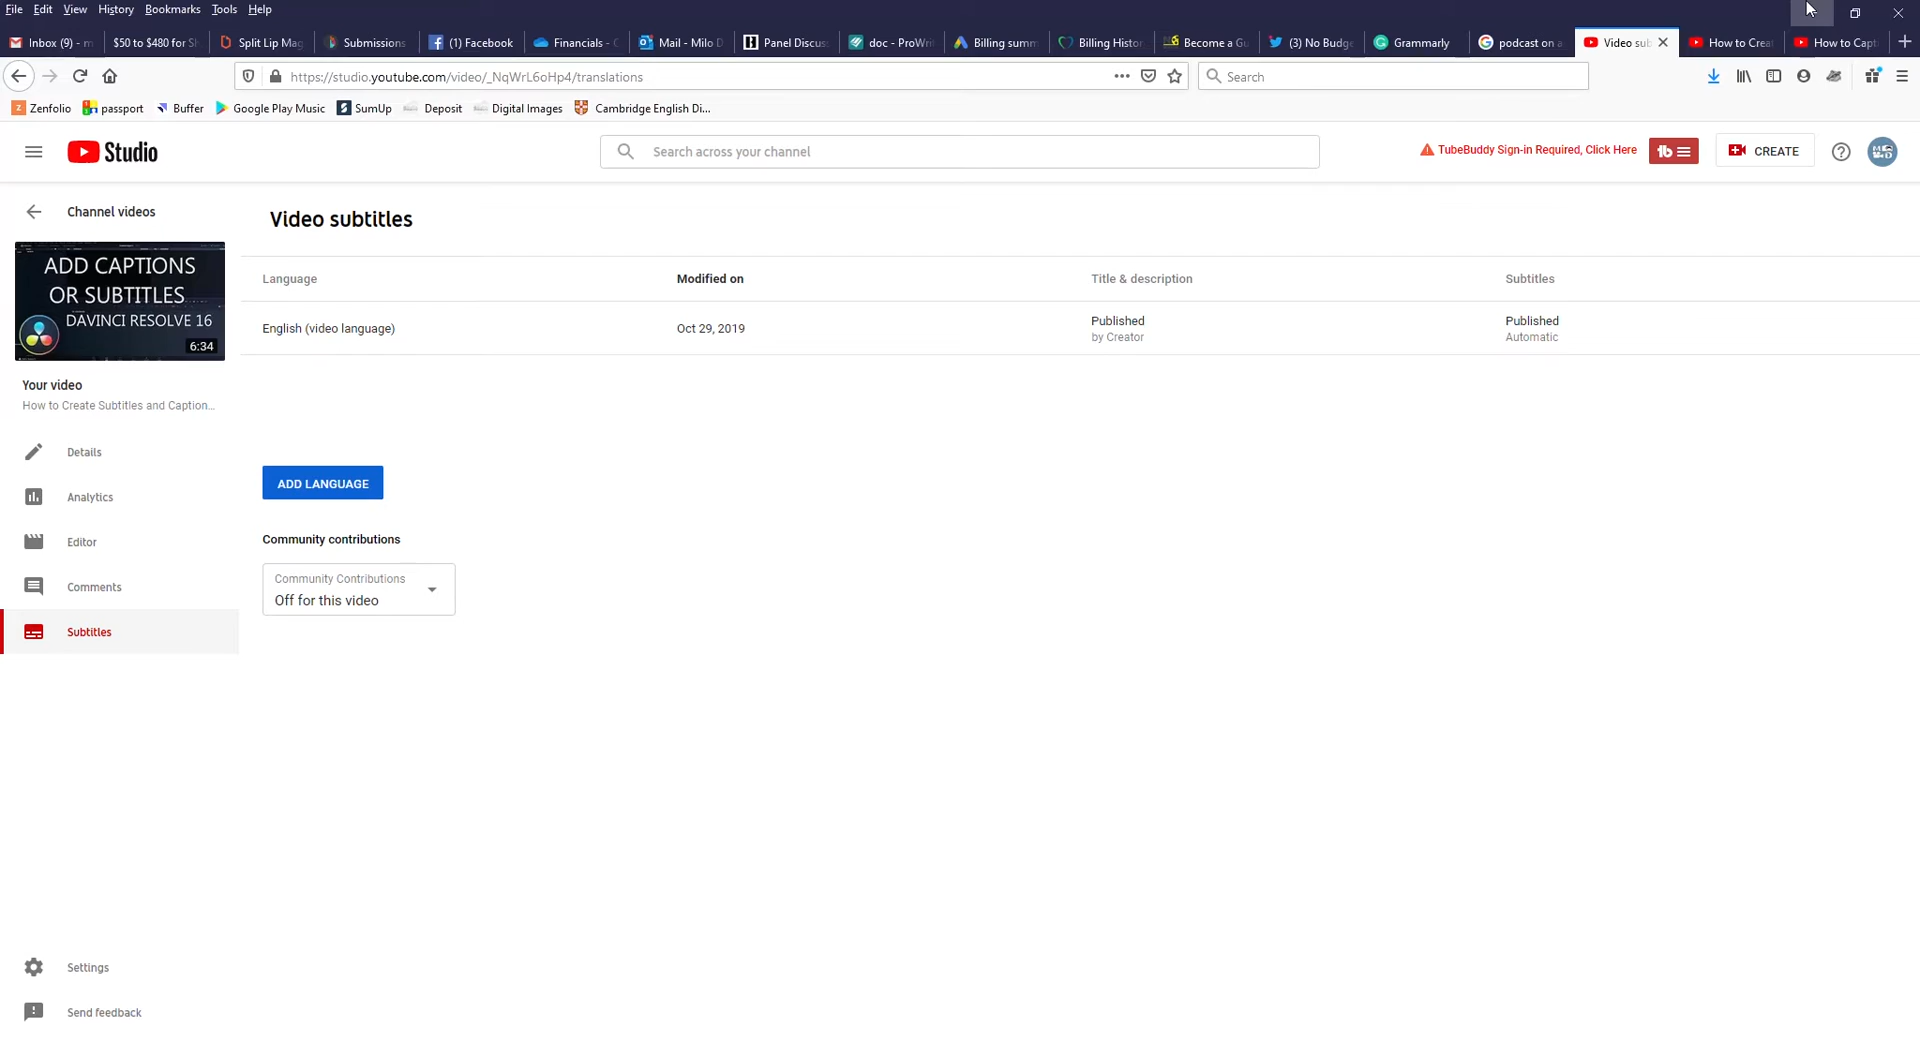 File Edit View History Bookmarks Tools Help
Inbox (9) - m $50 to $480 for Sh Split Lip Mag Submissions (1) Facebook Financials - Mail - Milo D Panel Discus doc - ProWri Billing summ Billing Histor Become a Gu (3) No Budge Grammarly podcast on a Video sub How to Crea How to Capt
https://studio.youtube.com/video/_NqWrL6oHp4/translations Search
Zenfolio passport Buffer Google Play Music SumUp Deposit Digital Images Cambridge English Di...
Studio Search across your channel TubeBuddy Sign-in Required, Click Here tb CREATE
Channel videos
Video subtitles
ADD CAPTIONS
OR SUBTITLES
DAVINCI RESOLVE 16
6:34
Language Modified on Title & description Subtitles
English (video language) Oct 29, 2019 Published Published
by Creator Automatic
Your video
How to Create Subtitles and Caption...
Details
Analytics
Editor
Comments
Subtitles
ADD LANGUAGE
Community contributions
Community Contributions
Off for this video
Settings
Send feedback